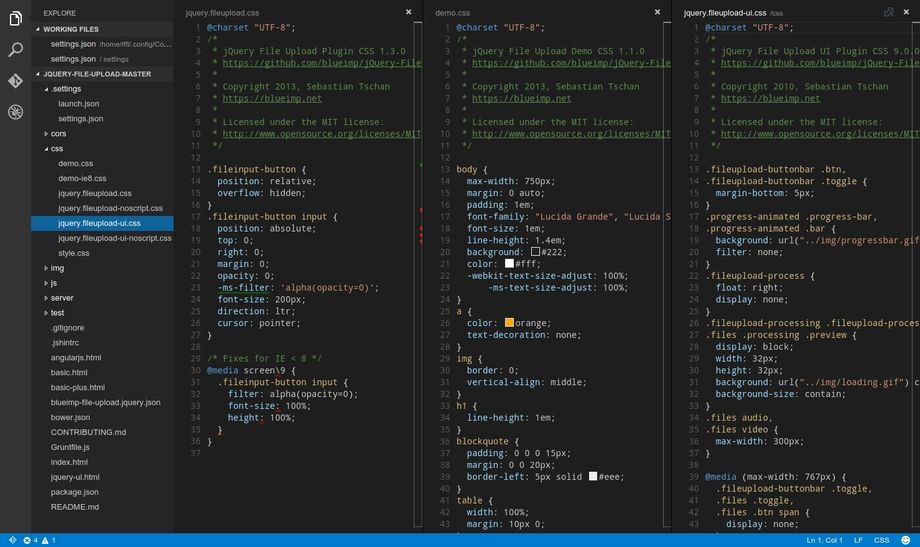 EXPLORE
WORKING FILES
settings.json /home/tffl/.config/Co...
settings.json /.settings
JQUERY-FILE-UPLOAD-MASTER
.settings
launch.json
settings.json
cors
css
demo.css
demo-ie8.css
jquery.fileupload.css
jquery.fileupload-noscript.css
jquery.fileupload-ui.css
jquery.fileupload-ui-noscript.css
style.css
img
js
server
test
.gitignore
.jshintrc
angularjs.html
basic.html
basic-plus.html
blueimp-file-upload.jquery.json
bower.json
CONTRIBUTING.md
Gruntfile.js
index.html
jquery-ui.html
package.json
README.md
jquery.fileupload.css
1 @charset "UTF-8";
2 /*
3  * jQuery File Upload Plugin CSS 1.3.0
4  * https://github.com/blueimp/jQuery-File
5  *
6  * Copyright 2013, Sebastian Tschan
7  * https://blueimp.net
8  *
9  * Licensed under the MIT license:
10  * http://www.opensource.org/licenses/MIT
11  */
12
13 .fileinput-button {
14   position: relative;
15   overflow: hidden;
16 }
17 .fileinput-button input {
18   position: absolute;
19   top: 0;
20   right: 0;
21   margin: 0;
22   opacity: 0;
23   -ms-filter: 'alpha(opacity=0)';
24   font-size: 200px;
25   direction: ltr;
26   cursor: pointer;
27 }
28
29 /* Fixes for IE < 8 */
30 @media screen\9 {
31   .fileinput-button input {
32     filter: alpha(opacity=0);
33     font-size: 100%;
34     height: 100%;
35   }
36 }
37
demo.css
1 @charset "UTF-8";
2 /*
3  * jQuery File Upload Demo CSS 1.1.0
4  * https://github.com/blueimp/jQuery-File
5  *
6  * Copyright 2013, Sebastian Tschan
7  * https://blueimp.net
8  *
9  * Licensed under the MIT license:
10  * http://www.opensource.org/licenses/MIT
11  */
12
13 body {
14   max-width: 750px;
15   margin: 0 auto;
16   padding: 1em;
17   font-family: "Lucida Grande", "Lucida S
18   font-size: 1em;
19   line-height: 1.4em;
20   background: #222;
21   color: #fff;
22   -webkit-text-size-adjust: 100%;
23       -ms-text-size-adjust: 100%;
24 }
25 a {
26   color: orange;
27   text-decoration: none;
28 }
29 img {
30   border: 0;
31   vertical-align: middle;
32 }
33 h1 {
34   line-height: 1em;
35 }
36 blockquote {
37   padding: 0 0 0 15px;
38   margin: 0 0 20px;
39   border-left: 5px solid #eee;
40 }
41 table {
42   width: 100%;
43   margin: 10px 0;
jquery.fileupload-ui.css /css
1 @charset "UTF-8";
2 /*
3  * jQuery File Upload UI Plugin CSS 9.0.0
4  * https://github.com/blueimp/jQuery-File
5  *
6  * Copyright 2010, Sebastian Tschan
7  * https://blueimp.net
8  *
9  * Licensed under the MIT license:
10  * http://www.opensource.org/licenses/MIT
11  */
12
13 .fileupload-buttonbar .btn,
14 .fileupload-buttonbar .toggle {
15   margin-bottom: 5px;
16 }
17 .progress-animated .progress-bar,
18 .progress-animated .bar {
19   background: url("../img/progressbar.gif
20   filter: none;
21 }
22 .fileupload-process {
23   float: right;
24   display: none;
25 }
26 .fileupload-processing .fileupload-proces
27 .files .processing .preview {
28   display: block;
29   width: 32px;
30   height: 32px;
31   background: url("../img/loading.gif") c
32   background-size: contain;
33 }
34 .files audio,
35 .files video {
36   max-width: 300px;
37 }
38
39 @media (max-width: 767px) {
40   .fileupload-buttonbar .toggle,
41   .files .toggle,
42   .files .btn span {
43     display: none;
4 1
Ln 1, Col 1 LF CSS